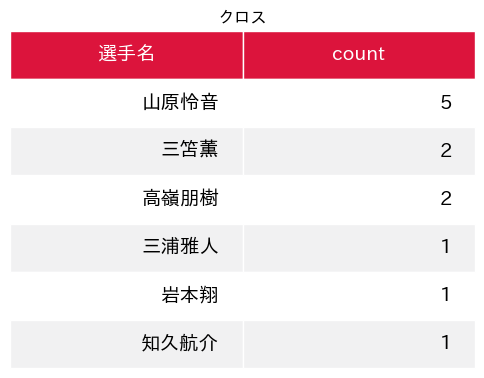 クロス
選手名 count
山原怜音 5
三笘薫 2
高嶺朋樹 2
三浦雅人 1
岩本翔 1
知久航介 1